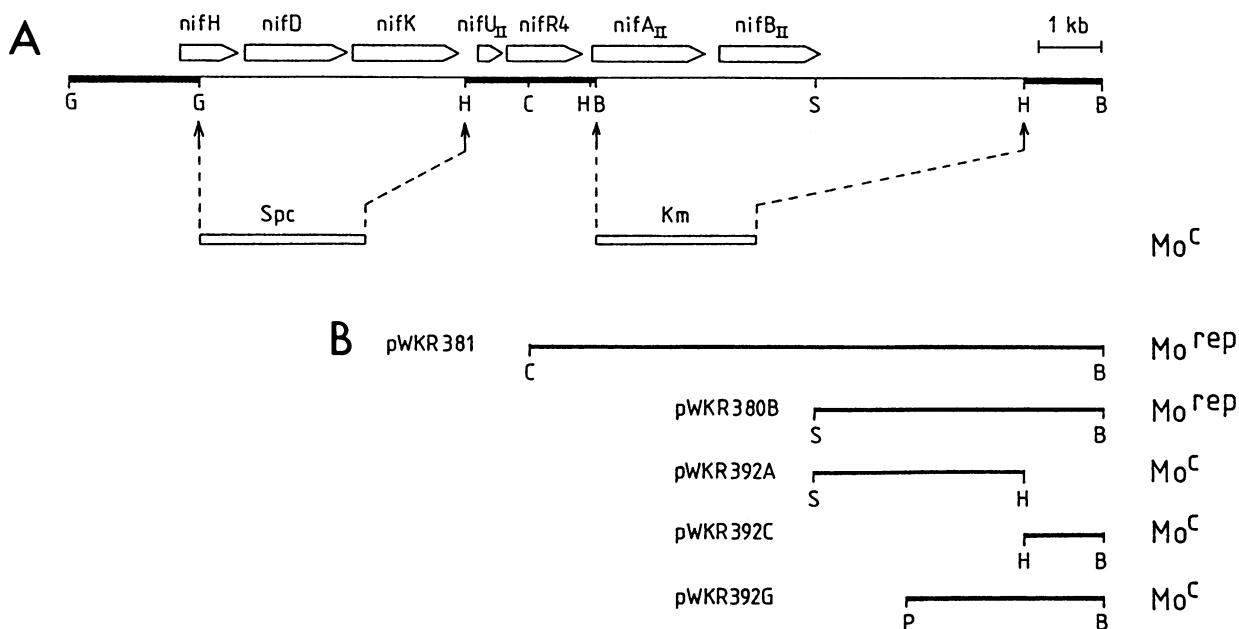 A
nifH nifD nifK nifU_II nifR4 nifA_II nifB_II 1 kb
G G H C H B S H B
Spc Km
Mo^c
B pWKR381 Mo^rep
C B
pWKR380B Mo^rep
S B
pWKR392A Mo^c
S H
pWKR392C Mo^c
H B
pWKR392G Mo^c
P B